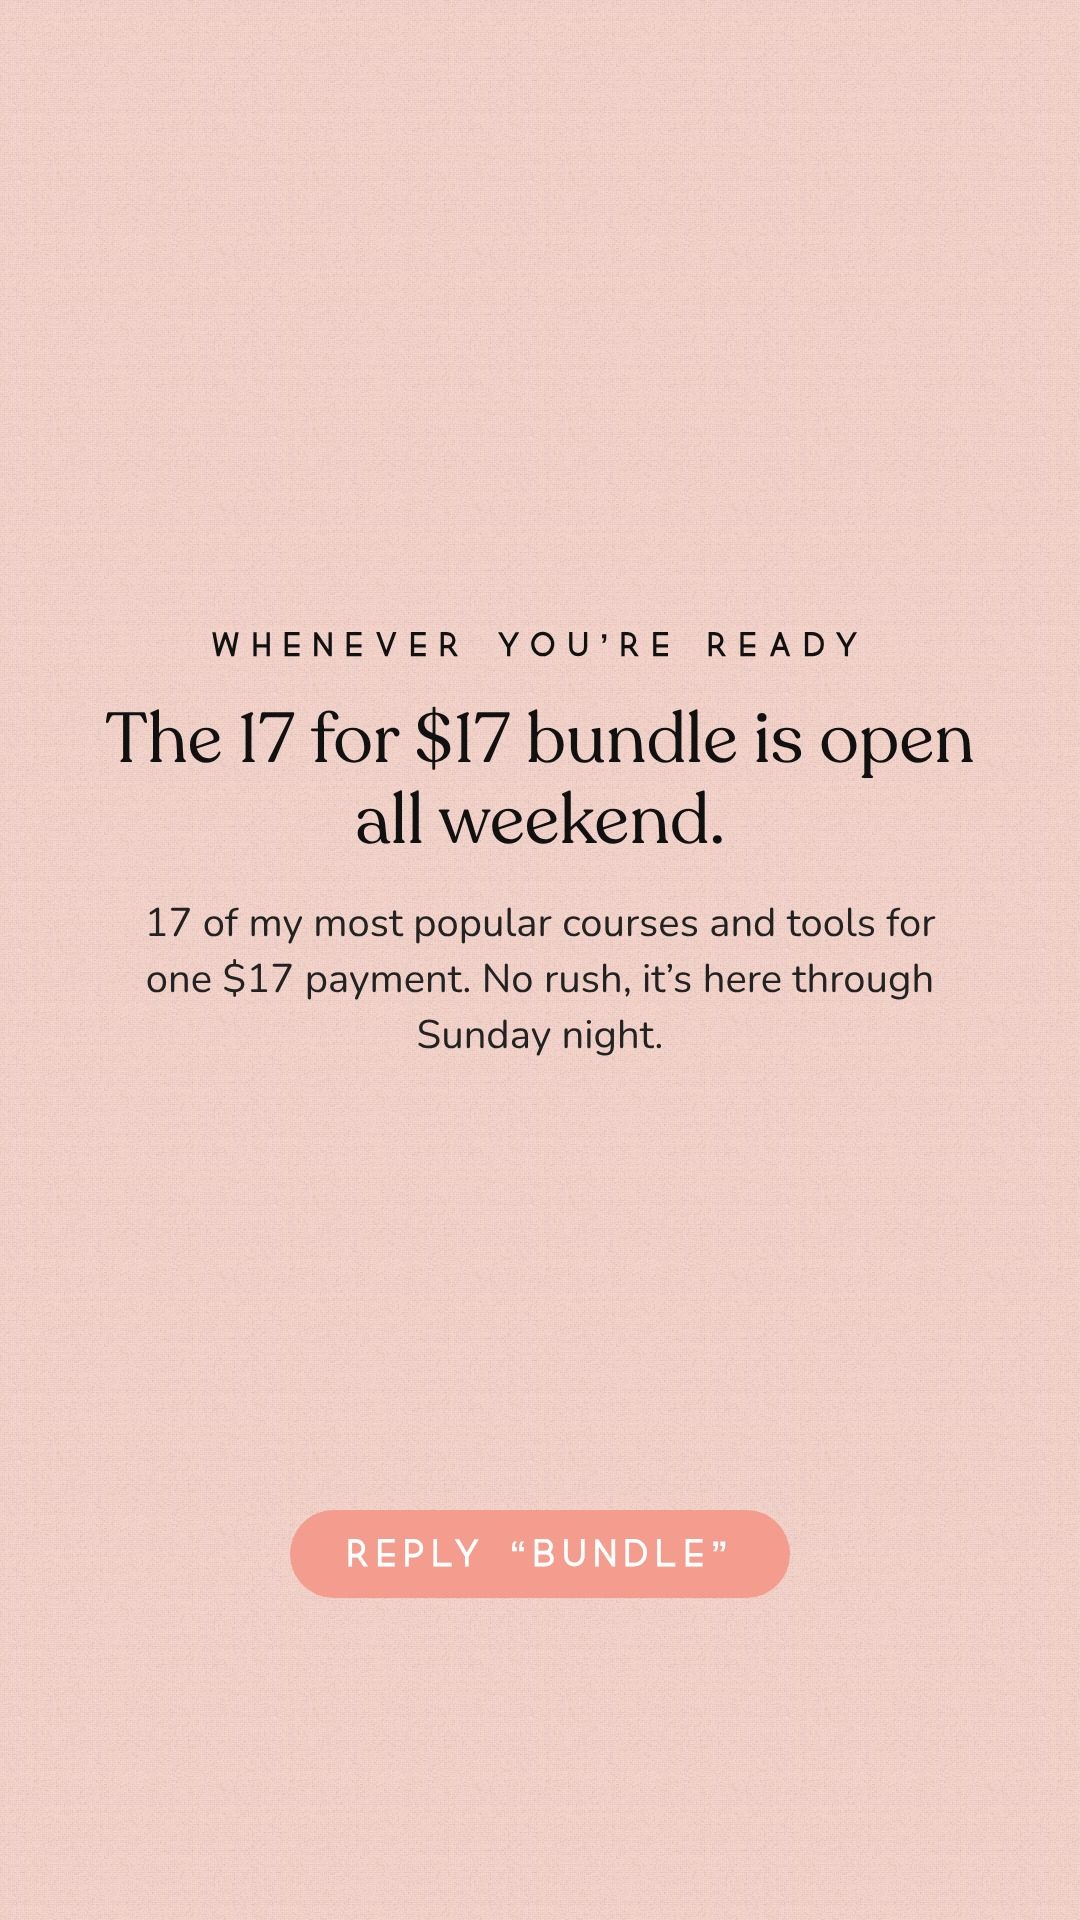 WHENEVER YOU’RE READY
The 17 for $17 bundle is open
all weekend.
17 of my most popular courses and tools for
one $17 payment. No rush, it’s here through
Sunday night.
REPLY “BUNDLE”